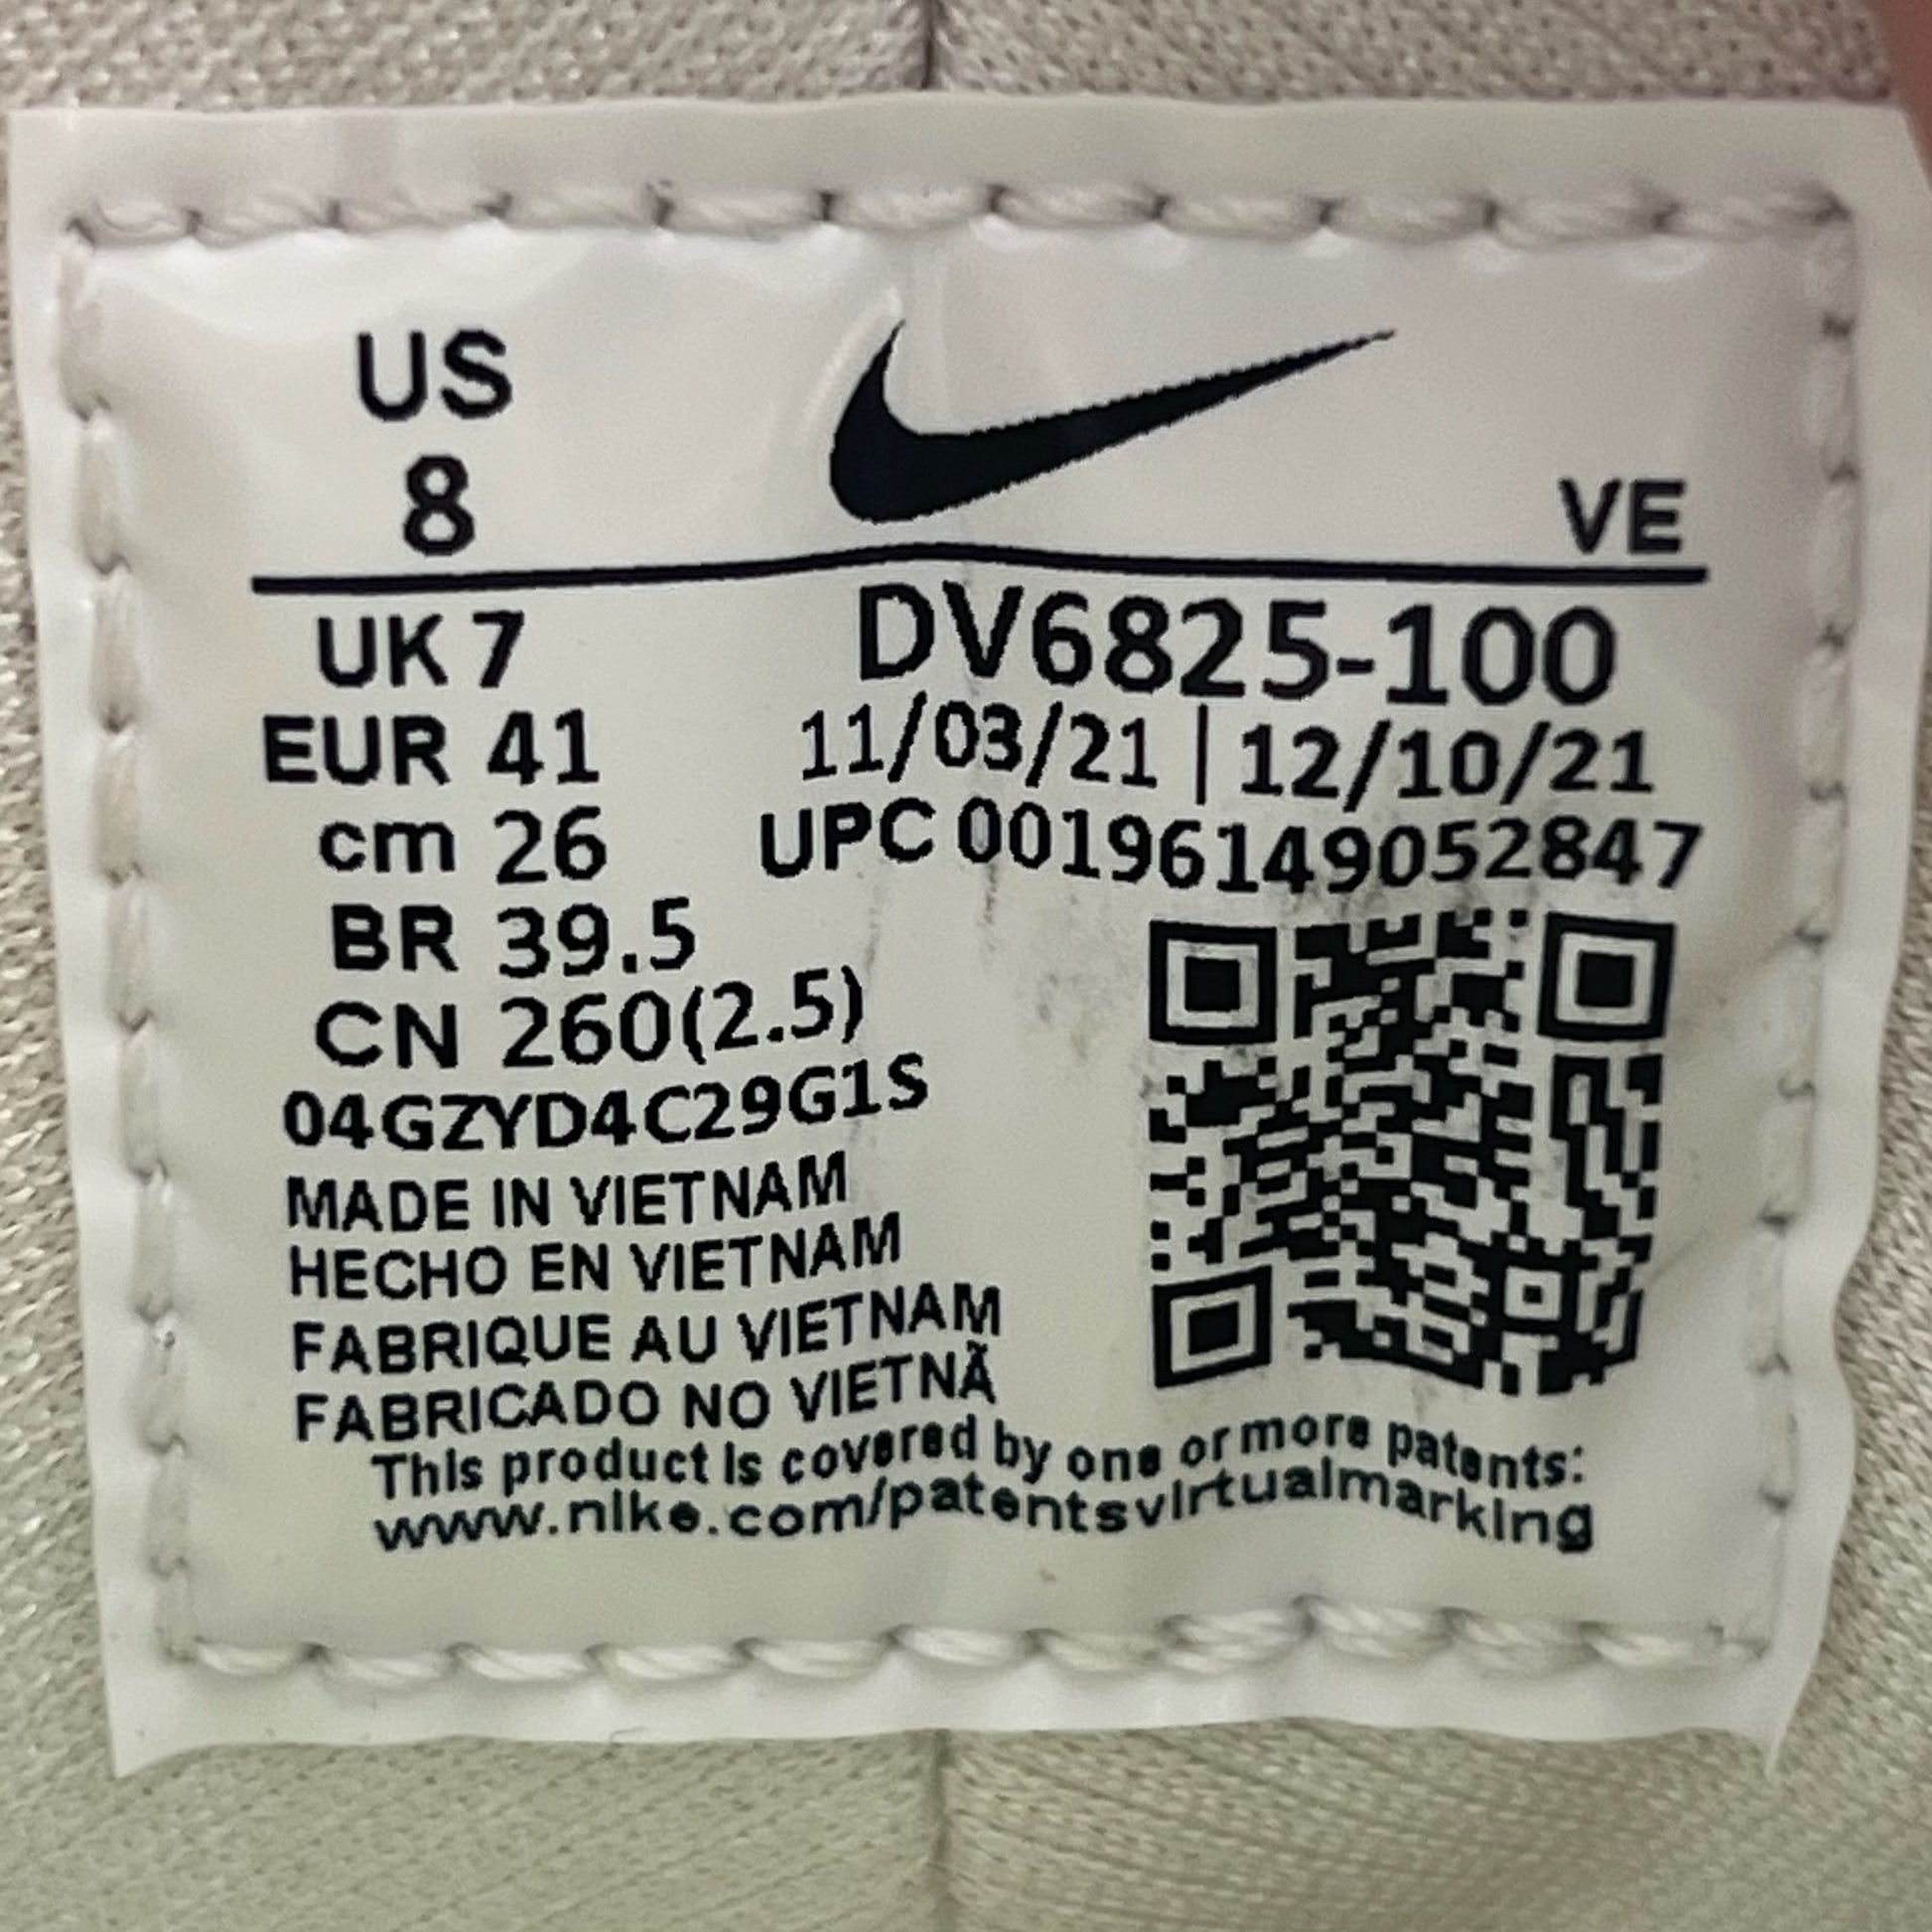 US
8
VE
UK 7
EUR 41
cm 26
BR 39.5
CN 260(2.5)
DV6825-100
11/03/21 | 12/10/21
UPC 00196149052847
04GZYD4C29G1S
MADE IN VIETNAM
HECHO EN VIETNAM
FABRIQUE AU VIETNAM
FABRICADO NO VIETNÃ
This product is covered by one or more patents:
www.nike.com/patentsvirtualmarking